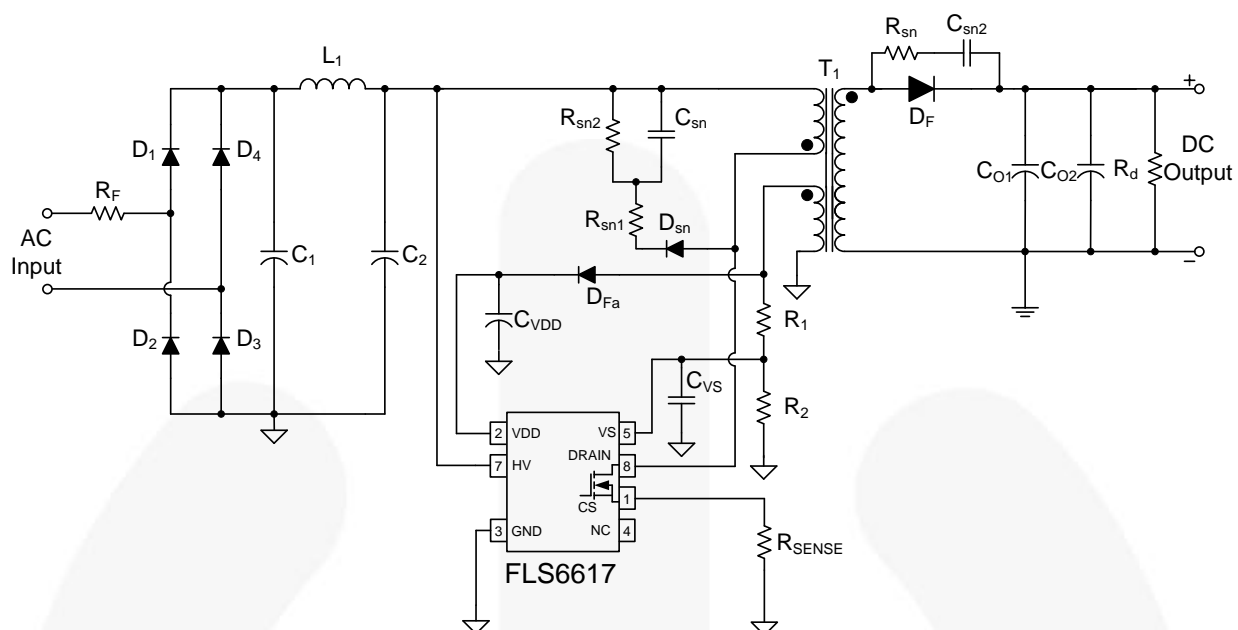 Rsn Csn2
L1 T1
Rsn2 Csn DF
D1 D4
CO1 CO2 Rd
DC
Output
+
−
RF
Rsn1 Dsn
AC
Input
C1 C2
DFa
CVDD
R1
D2 D3
CVS
R2
2 VDD VS 5
7 HV DRAIN 8
CS 1
3 GND NC 4
RSENSE
FLS6617